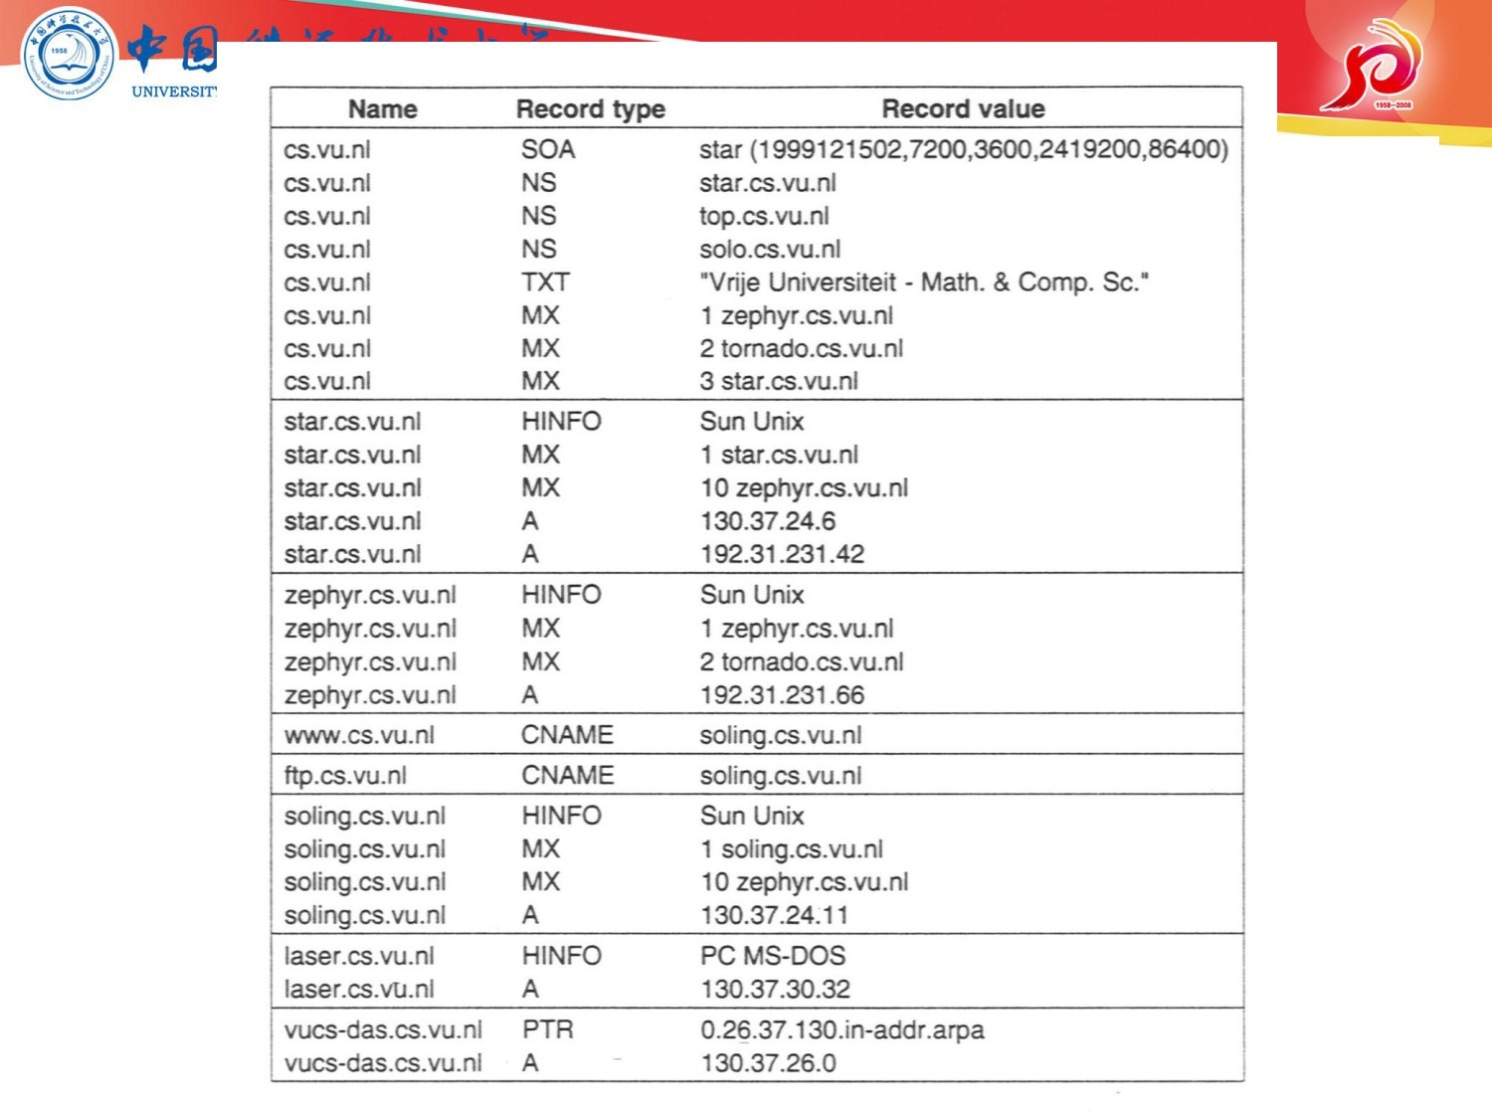 中国
UNIVERSIT
1958
1958-2008
Name Record type Record value
cs.vu.nl SOA star (1999121502,7200,3600,2419200,86400)
cs.vu.nl NS star.cs.vu.nl
cs.vu.nl NS top.cs.vu.nl
cs.vu.nl NS solo.cs.vu.nl
cs.vu.nl TXT "Vrije Universiteit - Math. & Comp. Sc."
cs.vu.nl MX 1 zephyr.cs.vu.nl
cs.vu.nl MX 2 tornado.cs.vu.nl
cs.vu.nl MX 3 star.cs.vu.nl
star.cs.vu.nl HINFO Sun Unix
star.cs.vu.nl MX 1 star.cs.vu.nl
star.cs.vu.nl MX 10 zephyr.cs.vu.nl
star.cs.vu.nl A 130.37.24.6
star.cs.vu.nl A 192.31.231.42
zephyr.cs.vu.nl HINFO Sun Unix
zephyr.cs.vu.nl MX 1 zephyr.cs.vu.nl
zephyr.cs.vu.nl MX 2 tornado.cs.vu.nl
zephyr.cs.vu.nl A 192.31.231.66
www.cs.vu.nl CNAME soling.cs.vu.nl
ftp.cs.vu.nl CNAME soling.cs.vu.nl
soling.cs.vu.nl HINFO Sun Unix
soling.cs.vu.nl MX 1 soling.cs.vu.nl
soling.cs.vu.nl MX 10 zephyr.cs.vu.nl
soling.cs.vu.nl A 130.37.24.11
laser.cs.vu.nl HINFO PC MS-DOS
laser.cs.vu.nl A 130.37.30.32
vucs-das.cs.vu.nl PTR 0.26.37.130.in-addr.arpa
vucs-das.cs.vu.nl A 130.37.26.0